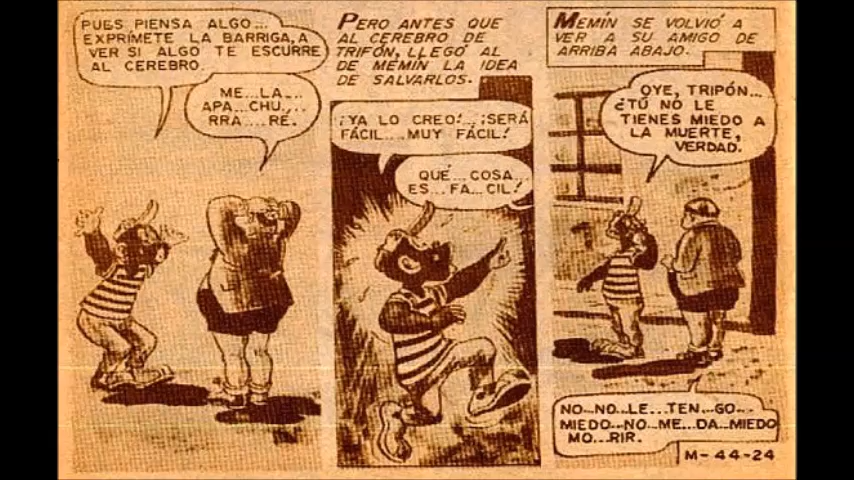 PUES PIENSA ALGO...
EXPRÍMETE LA BARRIGA, A
VER SI ALGO TE ESCURRE
AL CEREBRO.
ME...LA...
APA...CHU...
RRA...RÉ.
PERO ANTES QUE
AL CEREBRO DE
TRIFÓN, LLEGÓ AL
DE MEMÍN LA IDEA
DE SALVARLOS.
¡YA LO CREO!..¡SERÁ
FÁCIL...MUY FÁCIL!
QUÉ...COSA...
ES...FA...CIL!
MEMÍN SE VOLVIÓ A
VER A SU AMIGO DE
ARRIBA ABAJO.
OYE, TRIPÓN...
¿TÚ NO LE
TIENES MIEDO A
LA MUERTE,
VERDAD.
NO...NO...LE...TEN...GO...
MIEDO...NO...ME...DA...MIEDO
MO...RIR.
M-44-24